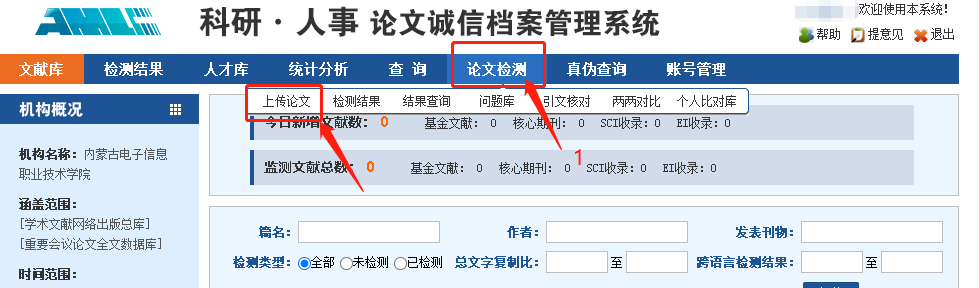 AMLC
科研·人事 论文诚信档案管理系统
欢迎使用本系统!
帮助 提意见 退出
文献库 检测结果 人才库 统计分析 查 询 论文检测 真伪查询 账号管理
上传论文 检测结果 结果查询 问题库 引文核对 两两对比 个人比对库
机构概况
今日新增文献数： 0 基金文献： 0 核心期刊： 0 SCI收录：0 EI收录：0
1
机构名称：内蒙古电子信息
职业技术学院
监测文献总数： 0 基金文献： 0 核心期刊： 0 SCI收录：0 EI收录：0
涵盖范围：
[学术文献网络出版总库]
[重要会议论文全文数据库]
时间范围：
篇名： 作者： 发表刊物：
检测类型： 全部 未检测 已检测 总文字复制比： 至 跨语言检测结果： 至